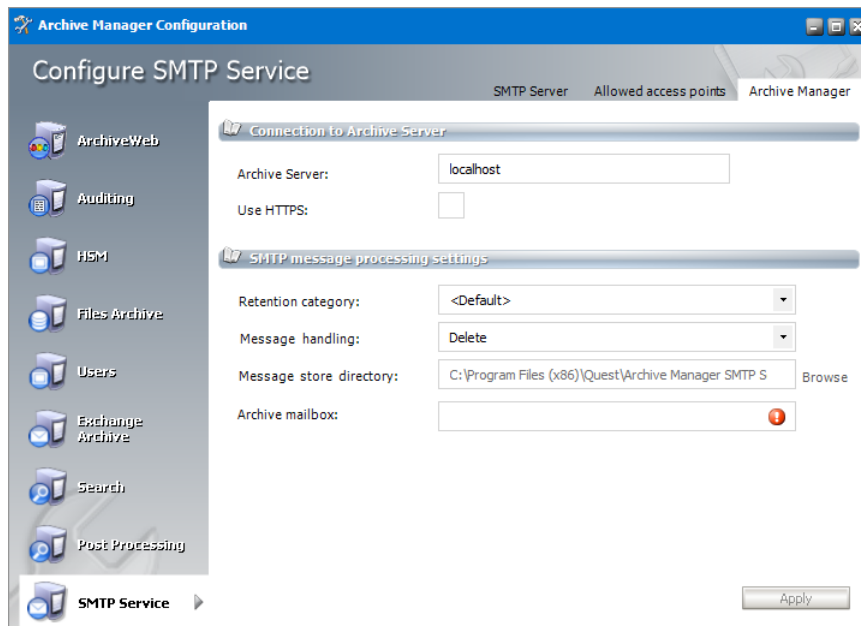 Archive Manager Configuration
Configure SMTP Service
SMTP Server Allowed access points Archive Manager
ArchiveWeb
Auditing
HSM
Files Archive
Users
Exchange
Archive
Search
Post Processing
SMTP Service
Connection to Archive Server
Archive Server: localhost
Use HTTPS:
SMTP message processing settings
Retention category: <Default>
Message handling: Delete
Message store directory: C:\Program Files (x86)\Quest\Archive Manager SMTP S Browse
Archive mailbox:
Apply